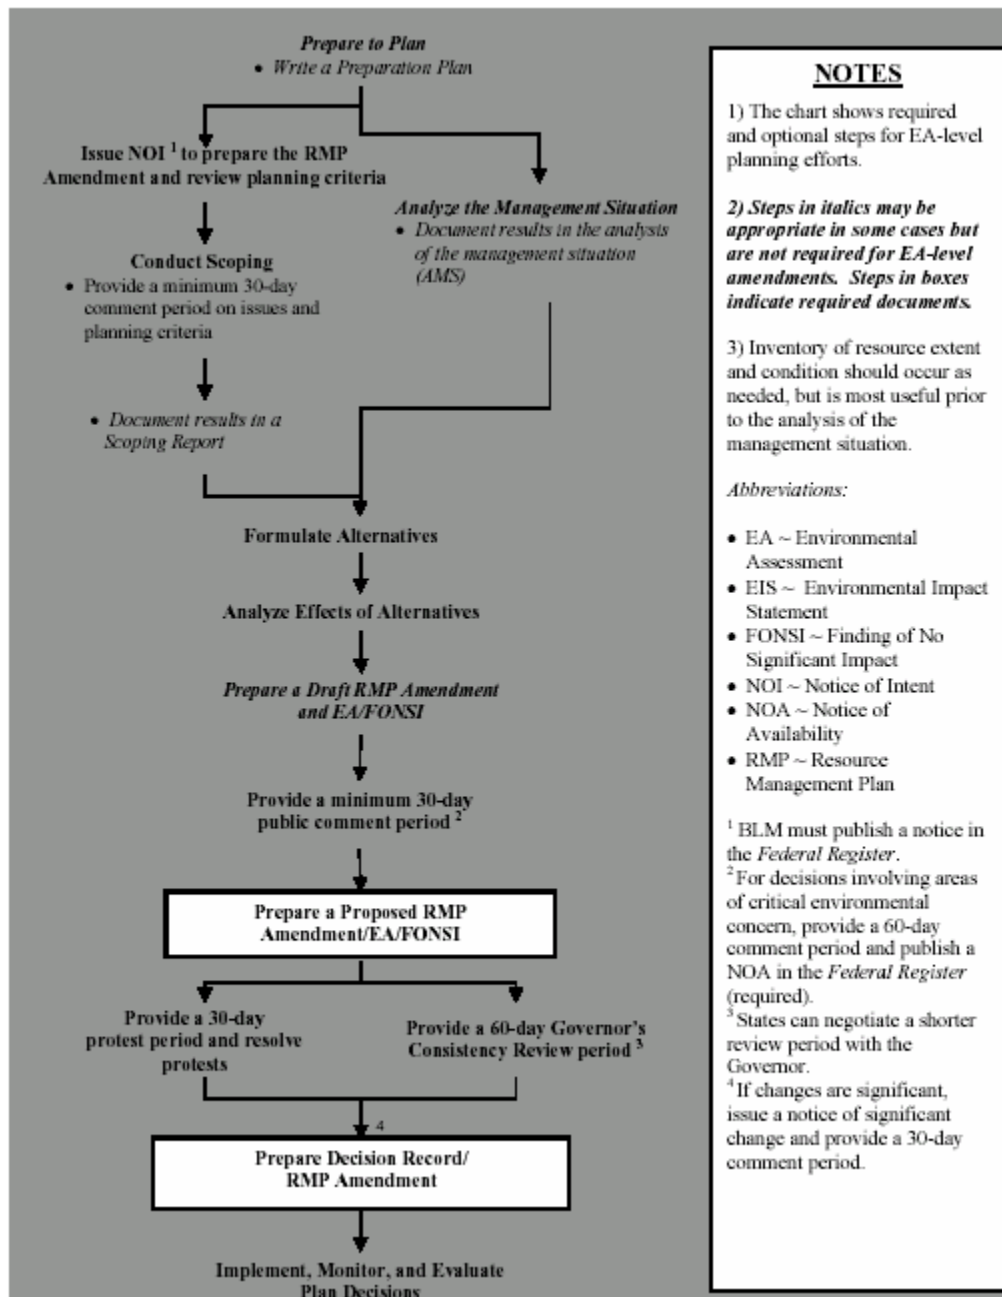 Prepare to Plan
• Write a Preparation Plan
Issue NOI 1 to prepare the RMP
Amendment and review planning criteria
Analyze the Management Situation
• Document results in the analysis
of the management situation
(AMS)
Conduct Scoping
• Provide a minimum 30-day
comment period on issues and
planning criteria
• Document results in a
Scoping Report
Formulate Alternatives
Analyze Effects of Alternatives
Prepare a Draft RMP Amendment
and EA/FONSI
Provide a minimum 30-day
public comment period 2
Prepare a Proposed RMP
Amendment/EA/FONSI
Provide a 30-day
protest period and resolve
protests
Provide a 60-day Governor's
Consistency Review period 3
4
Prepare Decision Record/
RMP Amendment
Implement, Monitor, and Evaluate
Plan Decisions
NOTES
1) The chart shows required
and optional steps for EA-level
planning efforts.
2) Steps in italics may be
appropriate in some cases but
are not required for EA-level
amendments. Steps in boxes
indicate required documents.
3) Inventory of resource extent
and condition should occur as
needed, but is most useful prior
to the analysis of the
management situation.
Abbreviations:
• EA ~ Environmental
Assessment
• EIS ~ Environmental Impact
Statement
• FONSI ~ Finding of No
Significant Impact
• NOI ~ Notice of Intent
• NOA ~ Notice of
Availability
• RMP ~ Resource
Management Plan
1 BLM must publish a notice in
the Federal Register.
2 For decisions involving areas
of critical environmental
concern, provide a 60-day
comment period and publish a
NOA in the Federal Register
(required).
3 States can negotiate a shorter
review period with the
Governor.
4 If changes are significant,
issue a notice of significant
change and provide a 30-day
comment period.